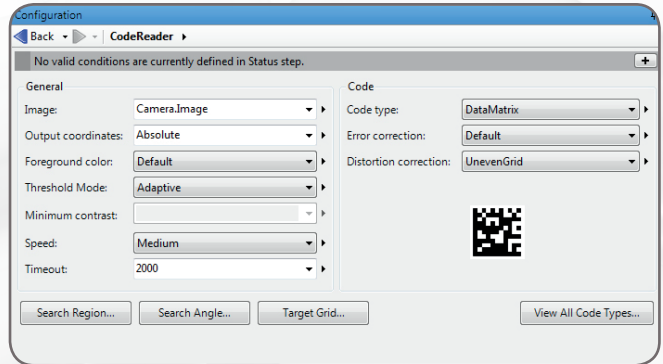 Configuration
Back CodeReader
No valid conditions are currently defined in Status step. +
General
Image: Camera.Image
Output coordinates: Absolute
Foreground color: Default
Threshold Mode: Adaptive
Minimum contrast:
Speed: Medium
Timeout: 2000
Code
Code type: DataMatrix
Error correction: Default
Distortion correction: UnevenGrid
Search Region... Search Angle... Target Grid... View All Code Types...